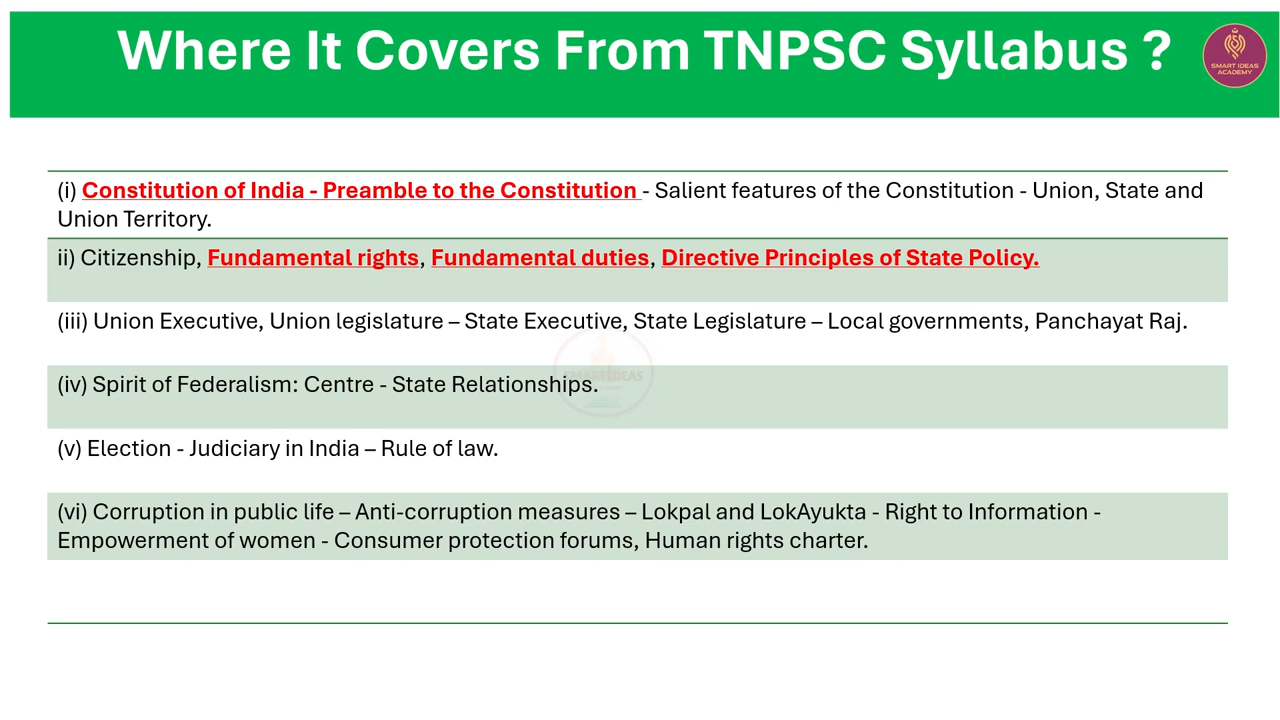 Where It Covers From TNPSC Syllabus ?
SMART IDEAS
ACADEMY
(i) Constitution of India - Preamble to the Constitution - Salient features of the Constitution - Union, State and
Union Territory.
ii) Citizenship, Fundamental rights, Fundamental duties, Directive Principles of State Policy.
(iii) Union Executive, Union legislature – State Executive, State Legislature – Local governments, Panchayat Raj.
(iv) Spirit of Federalism: Centre - State Relationships.
SMART IDEAS
(v) Election - Judiciary in India – Rule of law.
(vi) Corruption in public life – Anti-corruption measures – Lokpal and LokAyukta - Right to Information -
Empowerment of women - Consumer protection forums, Human rights charter.